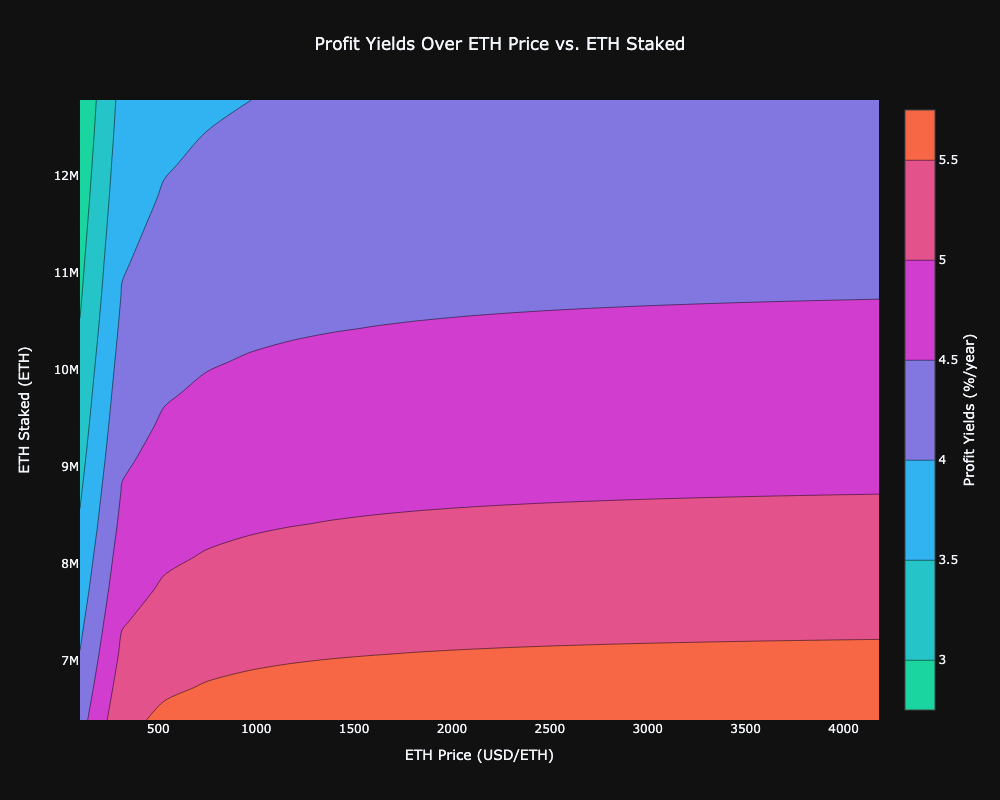 Profit Yields Over ETH Price vs. ETH Staked
12M
11M
10M
9M
8M
7M
ETH Staked (ETH)
500
1000
1500
2000
2500
3000
3500
4000
ETH Price (USD/ETH)
5.5
5
4.5
4
3.5
3
Profit Yields (%/year)